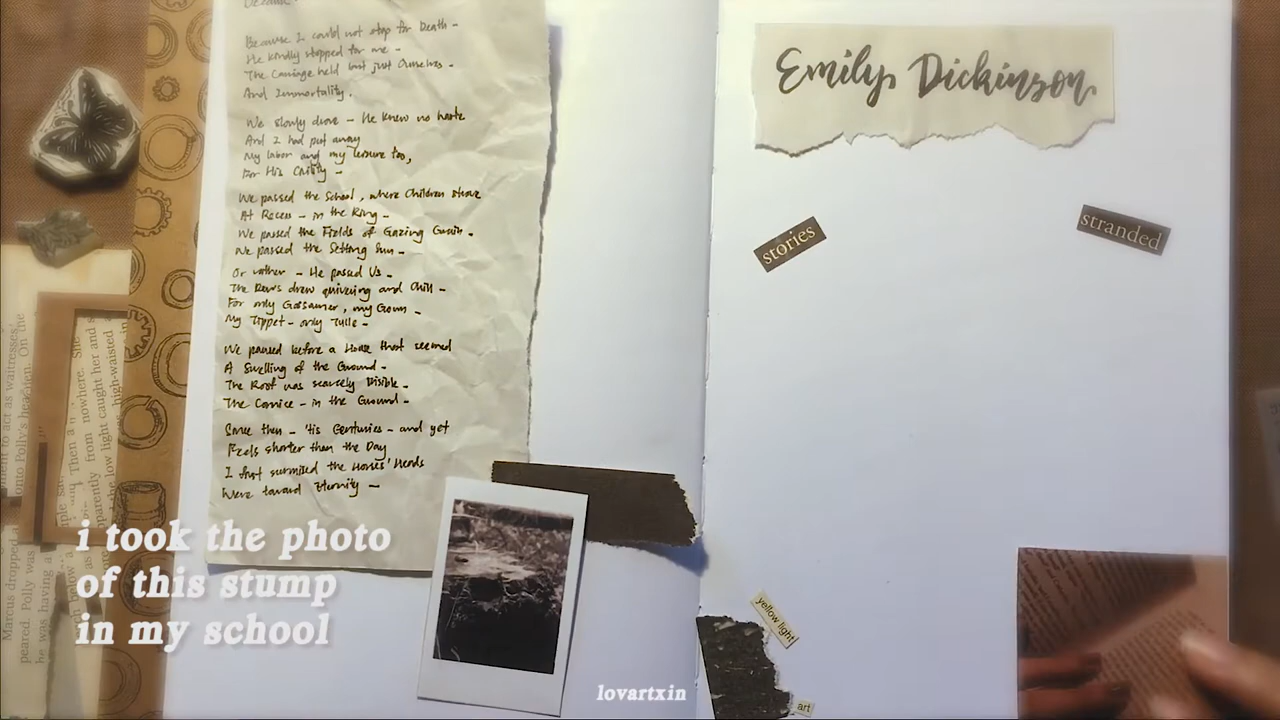 Because I could not stop for Death -
He kindly stopped for me -
The Carriage held but just Ourselves -
And Immortality.
We slowly drove - He knew no haste
And I had put away
My labor and my leisure too,
For His Civility -
We passed the School, where Children strove
At Recess - in the Ring -
We passed the Fields of Gazing Grain -
We passed the Setting Sun -
Or rather - He passed Us -
The Dews drew quivering and Chill -
For only Gossamer, my Gown -
My Tippet - only Tulle -
We paused before a House that seemed
A Swelling of the Ground -
The Roof was scarcely Visible -
The Cornice - in the Ground -
Since then - 'tis Centuries - and yet
Feels shorter than the Day
I first surmised the Horses' Heads
Were toward Eternity -
Emily Dickinson
stories
stranded
yellow light
art
i took the photo
of this stump
in my school
lovartxin